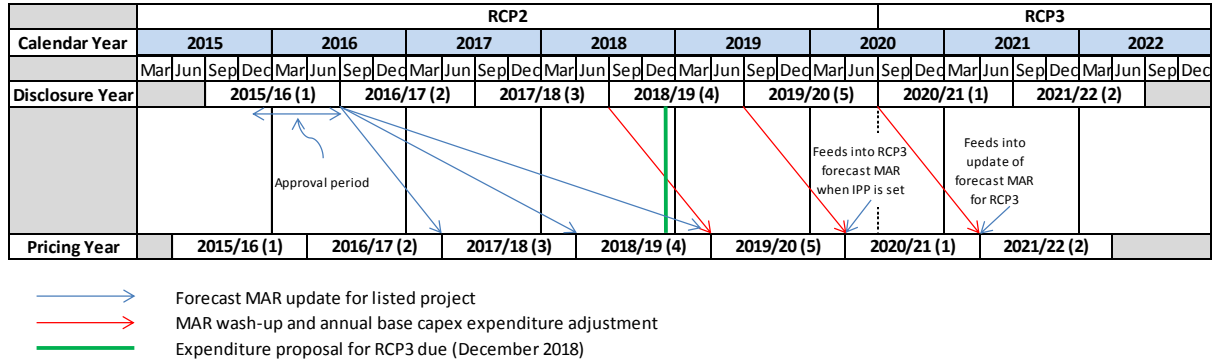 RCP2 RCP3
Calendar Year 2015 2016 2017 2018 2019 2020 2021 2022
Mar Jun Sep Dec Mar Jun Sep Dec Mar Jun Sep Dec Mar Jun Sep Dec Mar Jun Sep Dec Mar Jun Sep Dec Mar Jun Sep Dec Mar Jun Sep Dec
Disclosure Year 2015/16 (1) 2016/17 (2) 2017/18 (3) 2018/19 (4) 2019/20 (5) 2020/21 (1) 2021/22 (2)
Approval period
Feeds into RCP3
forecast MAR
when IPP is set
Feeds into
update of
forecast MAR
for RCP3
Pricing Year 2015/16 (1) 2016/17 (2) 2017/18 (3) 2018/19 (4) 2019/20 (5) 2020/21 (1) 2021/22 (2)
Forecast MAR update for listed project
MAR wash-up and annual base capex expenditure adjustment
Expenditure proposal for RCP3 due (December 2018)